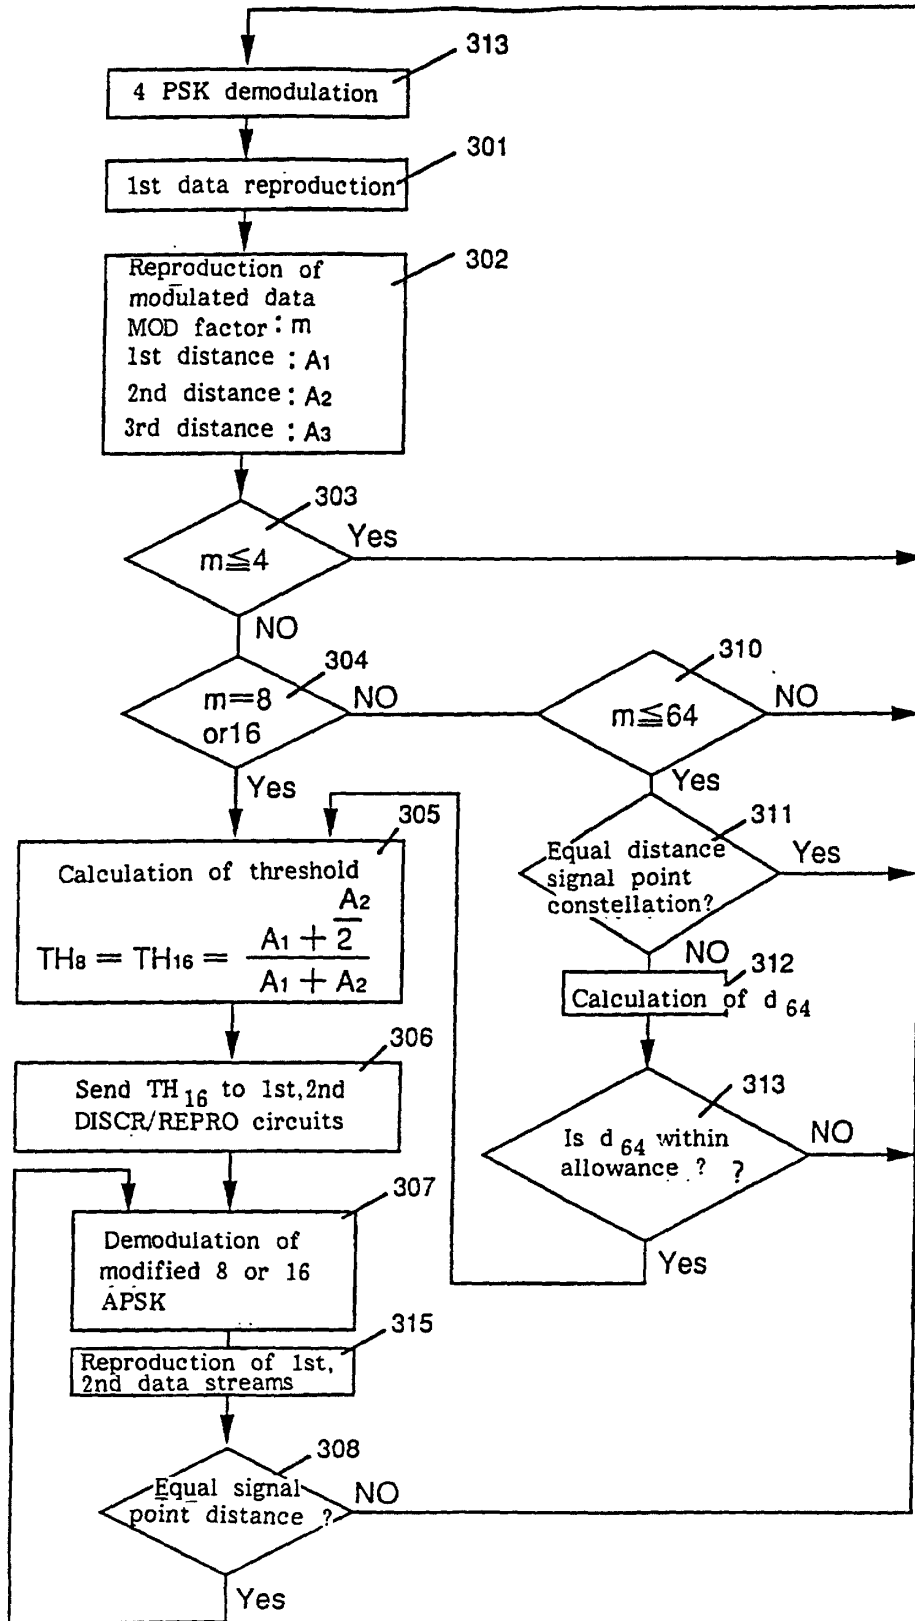 313
4 PSK demodulation
301
1st data reproduction
302
Reproduction of
modulated data
MOD factor : m
1st distance : A1
2nd distance : A2
3rd distance : A3
303
m≦4
Yes
NO
304
m=8
or16
NO
Yes
310
m≦64
NO
Yes
311
Equal distance
signal point
constellation?
Yes
NO
312
Calculation of d 64
313
Is d 64 within
allowance ? ?
NO
Yes
305
Calculation of threshold
TH8 = TH16 = (A1 + A2/2) / (A1 + A2)
306
Send TH16 to 1st,2nd
DISCR/REPRO circuits
307
Demodulation of
modified 8 or 16
APSK
315
Reproduction of 1st,
2nd data streams
308
Equal signal
point distance ?
NO
Yes